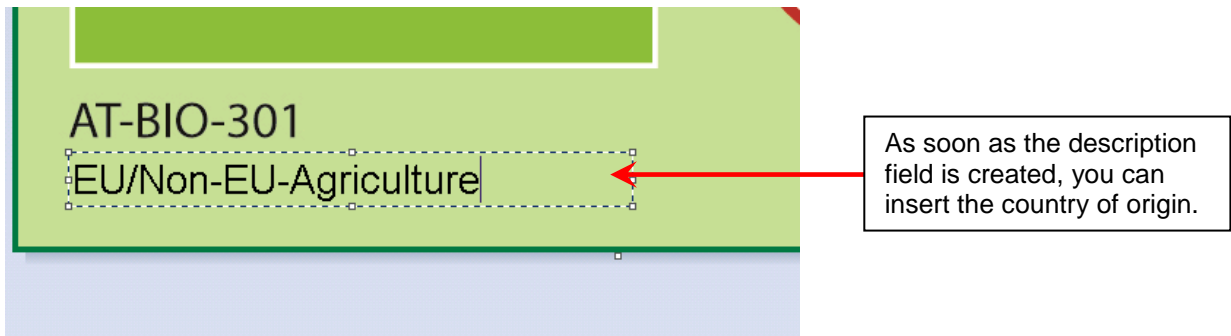 AT-BIO-301
EU/Non-EU-Agriculture
As soon as the description
field is created, you can
insert the country of origin.